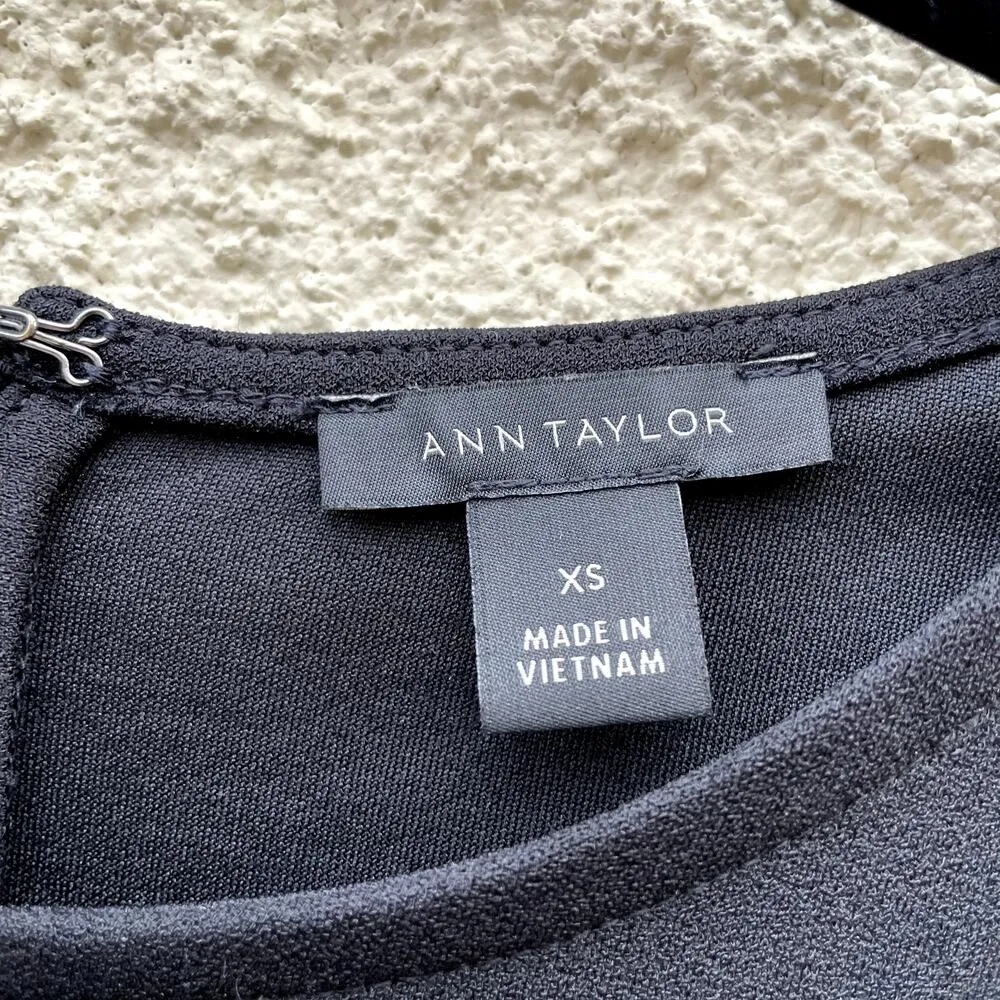 ANN TAYLOR
XS
MADE IN
VIETNAM